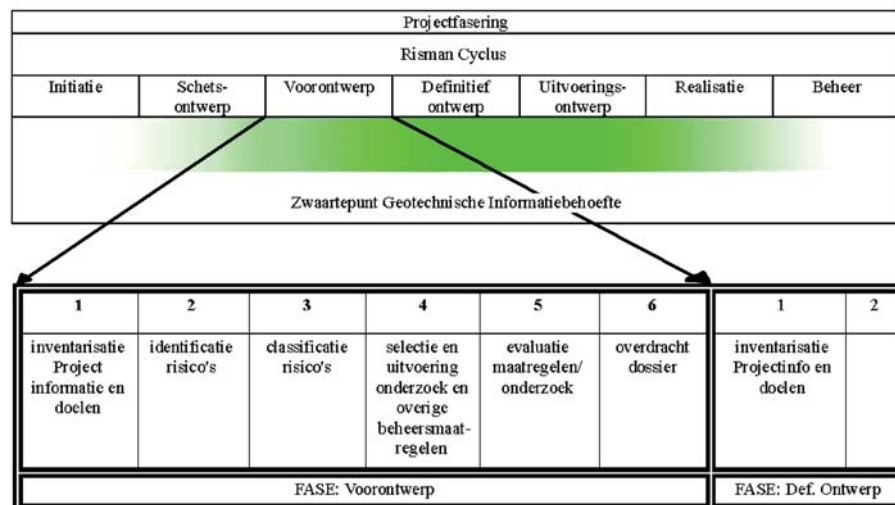 Projectfasering
Risman Cyclus
Initiatie
Schets-
ontwerp
Voorontwerp
Definitief
ontwerp
Uitvoerings-
ontwerp
Realisatie
Beheer
Zwaartepunt Geotechnische Informatiebehoefte
1
2
3
4
5
6
1
2
inventarisatie
Project
informatie en
doelen
identificatie
risico's
classificatie
risico's
selectie en
uitvoering
onderzoek en
overige
beheersmaat-
regelen
evaluatie
maatregelen/
onderzoek
overdracht
dossier
inventarisatie
Projectinfo en
doelen
FASE: Voorontwerp
FASE: Def. Ontwerp